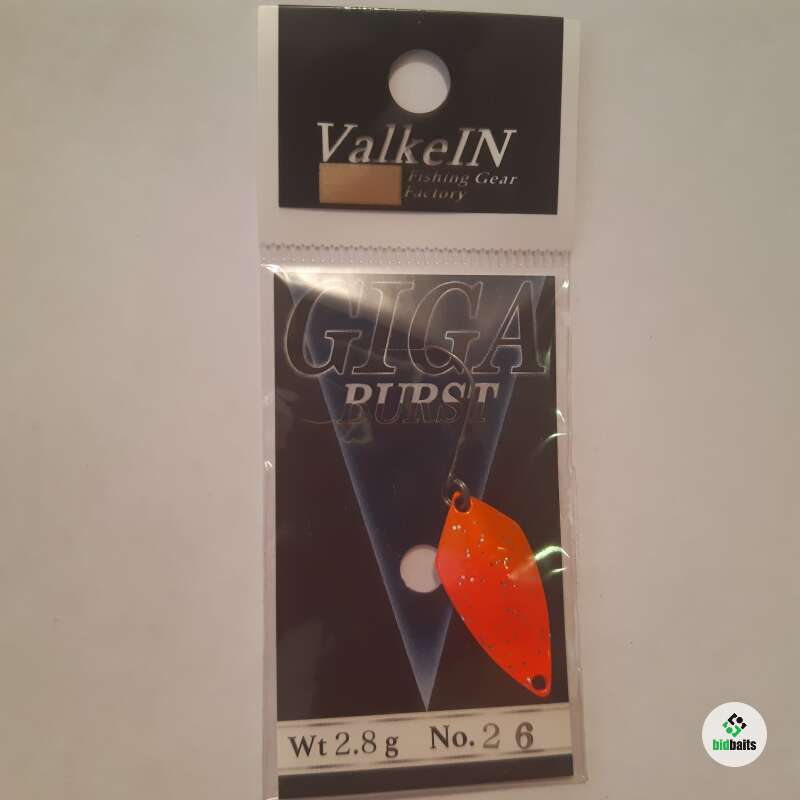 ValkeIN
Fishing Gear
Factory
GIGA
BURST
Wt 2.8 g No. 2 6
bidbaits